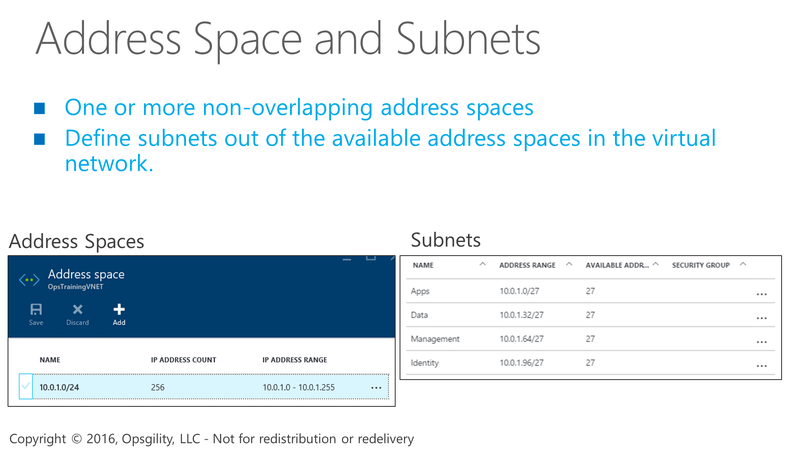 Address Space and Subnets
One or more non-overlapping address spaces
Define subnets out of the available address spaces in the virtual
network.
Address Spaces
Address space
OpsTrainingVNET
Save Discard Add
NAME IP ADDRESS COUNT IP ADDRESS RANGE
10.0.1.0/24 256 10.0.1.0 - 10.0.1.255 ...
Subnets
NAME ADDRESS RANGE AVAILABLE ADDR... SECURITY GROUP
Apps 10.0.1.0/27 27 ...
Data 10.0.1.32/27 27 ...
Management 10.0.1.64/27 27 ...
Identity 10.0.1.96/27 27 ...
Copyright © 2016, Opsgility, LLC - Not for redistribution or redelivery